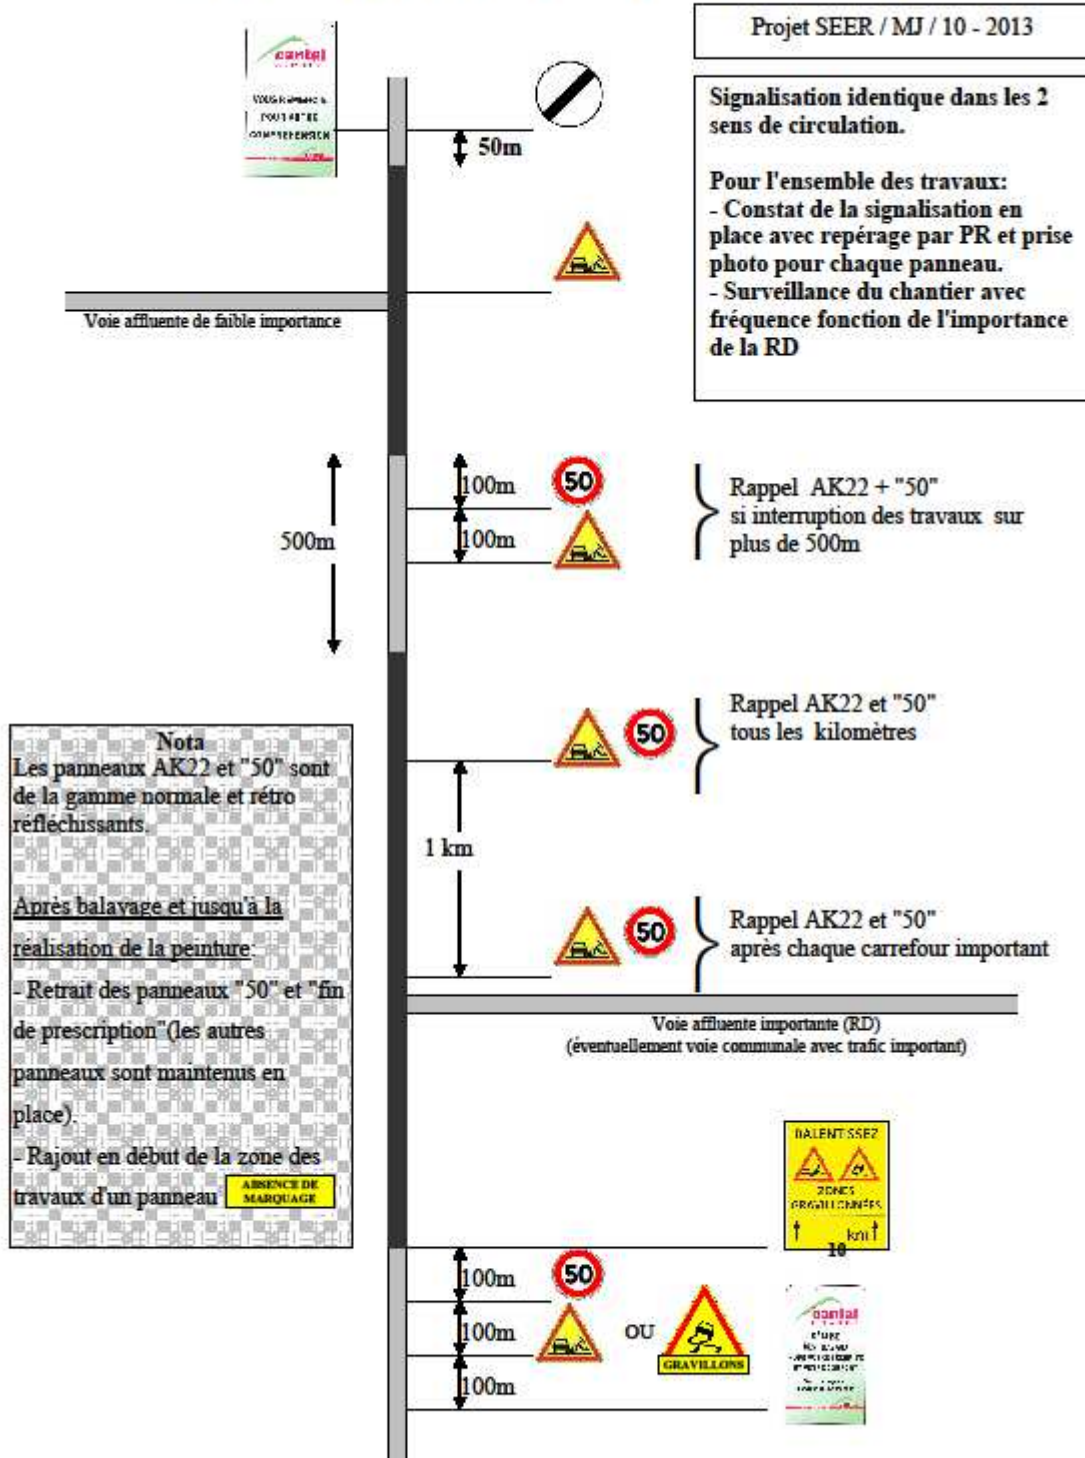 Projet SEER / MJ / 10 - 2013
cantal
VOUS REMERCIE
POUR VOTRE
COMPREHENSION
50m
Signalisation identique dans les 2
sens de circulation.
Pour l'ensemble des travaux:
- Constat de la signalisation en
place avec repérage par PR et prise
photo pour chaque panneau.
- Surveillance du chantier avec
fréquence fonction de l'importance
de la RD
Voie affluente de faible importance
500m
100m
50
100m
Rappel AK22 + "50"
si interruption des travaux sur
plus de 500m
50
Rappel AK22 et "50"
tous les kilomètres
1 km
50
Rappel AK22 et "50"
après chaque carrefour important
Voie affluente importante (RD)
(éventuellement voie communale avec trafic important)
Nota
Les panneaux AK22 et "50" sont
de la gamme normale et rétro
réfléchissants.
Après balayage et jusqu'à la
réalisation de la peinture:
- Retrait des panneaux "50" et "fin
de prescription"(les autres
panneaux sont maintenus en
place).
- Rajout en début de la zone des
travaux d'un panneau
ABSENCE DE
MARQUAGE
RALENTISSEZ
ZONES
GRAVILLONNÉES
km
10
100m
50
100m
OU
GRAVILLONS
100m
cantal